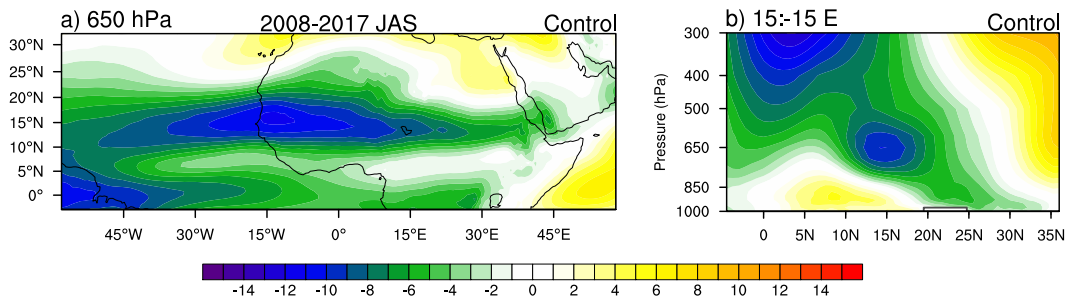 a) 650 hPa 2008-2017 JAS Control
30°N
25°N
20°N
15°N
10°N
5°N
0°
45°W 30°W 15°W 0° 15°E 30°E 45°E
b) 15:-15 E Control
Pressure (hPa)
300
400
500
650
850
1000
0 5N 10N 15N 20N 25N 30N 35N
-14 -12 -10 -8 -6 -4 -2 0 2 4 6 8 10 12 14